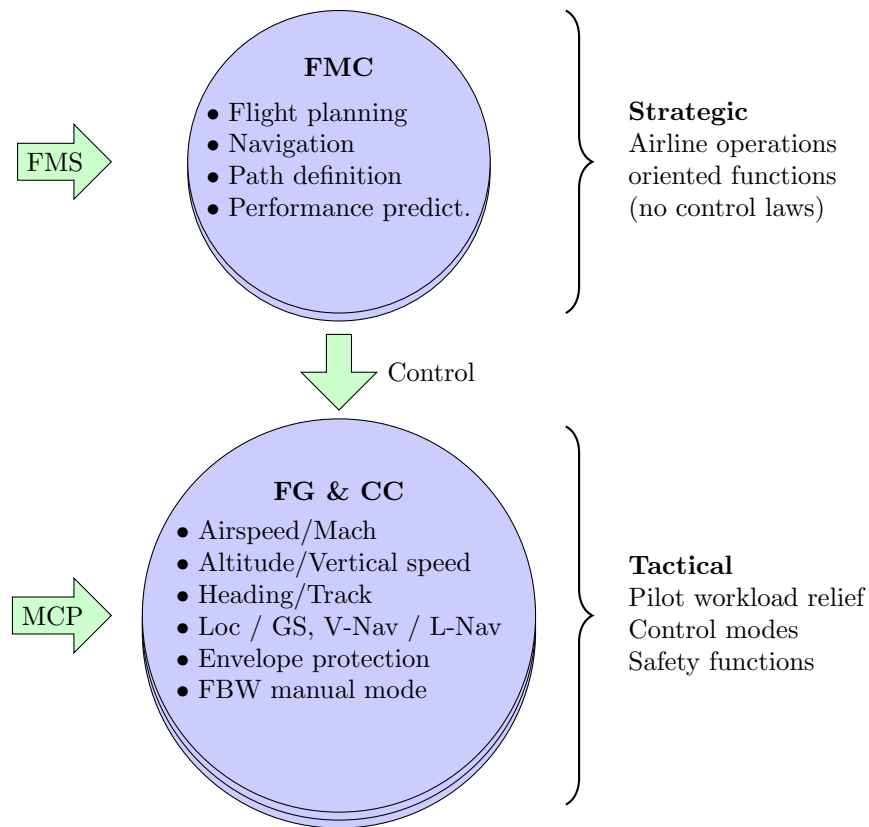 FMC
• Flight planning
• Navigation
• Path definition
• Performance predict.
FMS
Strategic
Airline operations
oriented functions
(no control laws)
Control
FG & CC
• Airspeed/Mach
• Altitude/Vertical speed
• Heading/Track
• Loc / GS, V-Nav / L-Nav
• Envelope protection
• FBW manual mode
MCP
Tactical
Pilot workload relief
Control modes
Safety functions